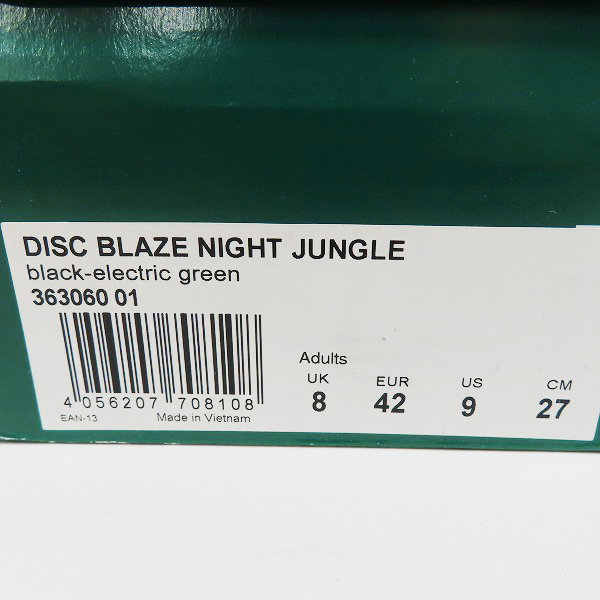 DISC BLAZE NIGHT JUNGLE
black-electric green
363060 01
4 056207 708108
EAN-13 Made in Vietnam
Adults
UK EUR US CM
8 42 9 27